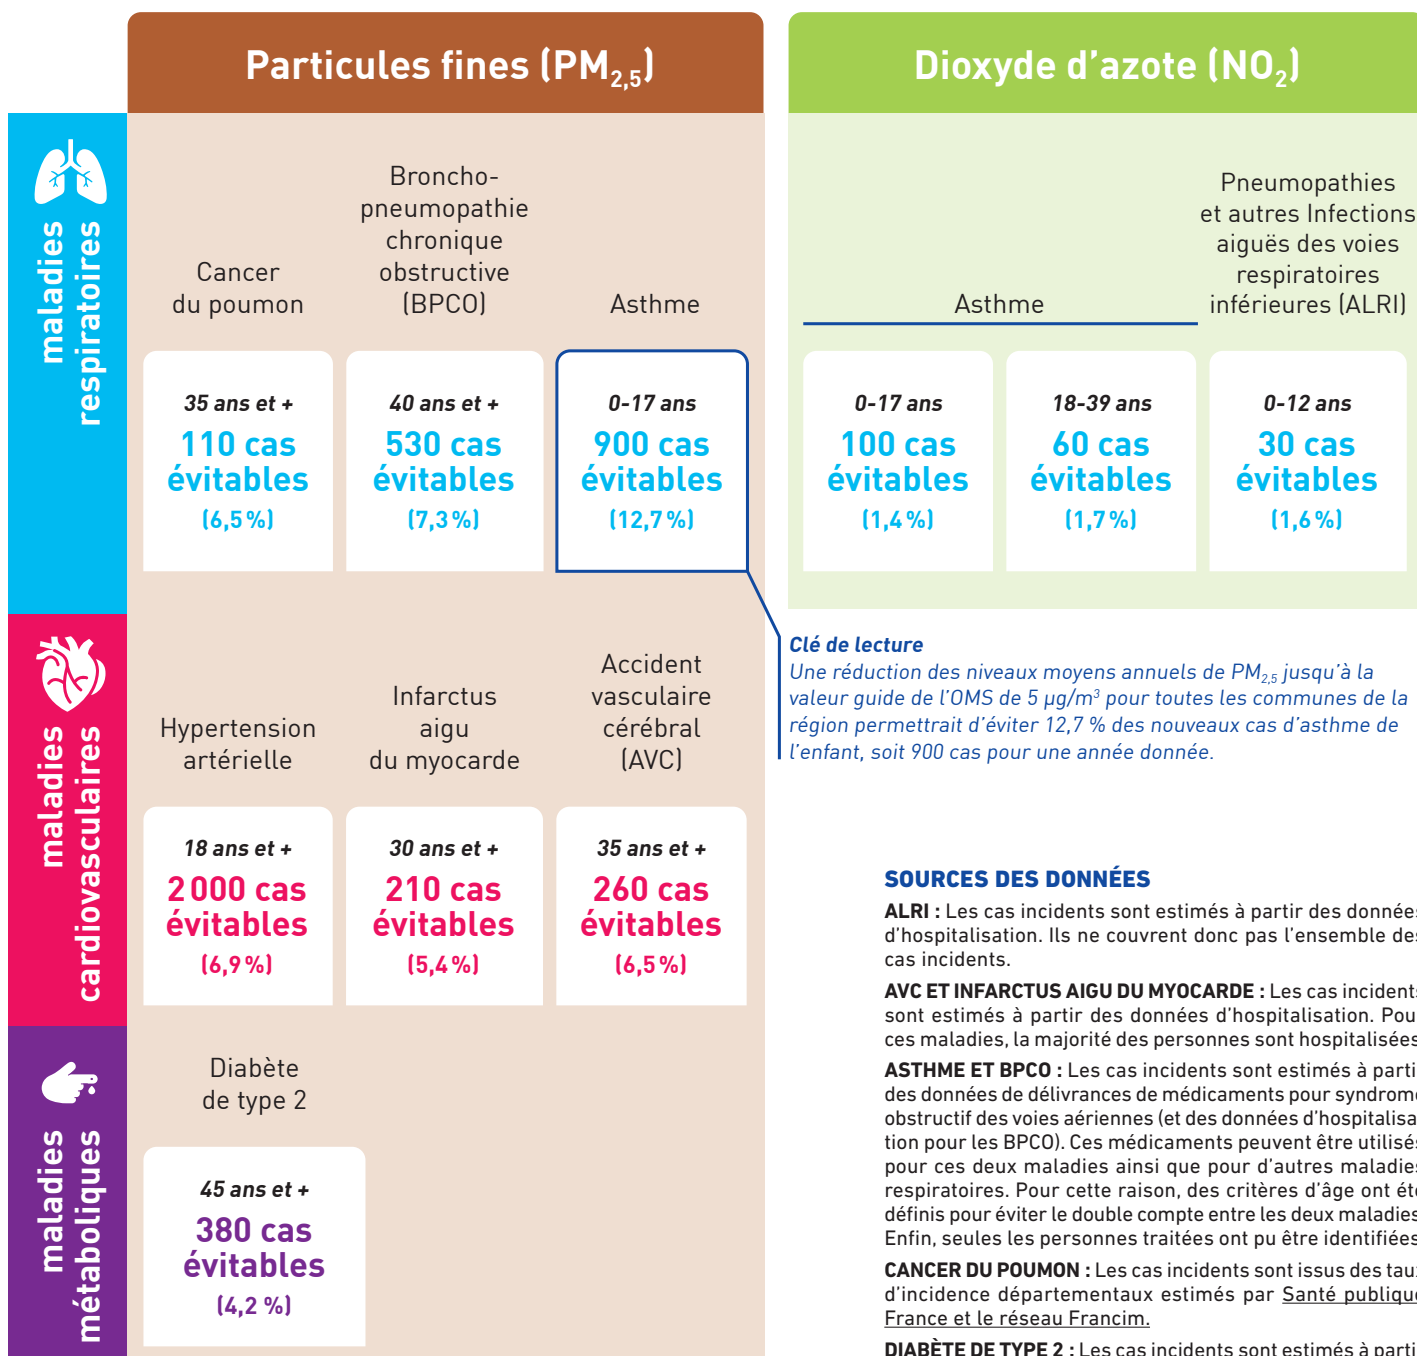 Particules fines (PM2,5)
Dioxyde d'azote (NO2)
maladies
respiratoires
Cancer
du poumon
Broncho-
pneumopathie
chronique
obstructive
(BPCO)
Asthme
Asthme
Pneumopathies
et autres Infections
aiguës des voies
respiratoires
inférieures (ALRI)
35 ans et +
110 cas
évitables
(6,5 %)
40 ans et +
530 cas
évitables
(7,3 %)
0-17 ans
900 cas
évitables
(12,7 %)
0-17 ans
100 cas
évitables
(1,4 %)
18-39 ans
60 cas
évitables
(1,7 %)
0-12 ans
30 cas
évitables
(1,6 %)
Clé de lecture
Une réduction des niveaux moyens annuels de PM2,5 jusqu'à la
valeur guide de l'OMS de 5 µg/m³ pour toutes les communes de la
région permettrait d'éviter 12,7 % des nouveaux cas d'asthme de
l'enfant, soit 900 cas pour une année donnée.
maladies
cardiovasculaires
Hypertension
artérielle
Infarctus
aigu
du myocarde
Accident
vasculaire
cérébral
(AVC)
18 ans et +
2 000 cas
évitables
(6,9 %)
30 ans et +
210 cas
évitables
(5,4 %)
35 ans et +
260 cas
évitables
(6,5 %)
maladies
métaboliques
Diabète
de type 2
45 ans et +
380 cas
évitables
(4,2 %)
SOURCES DES DONNÉES
ALRI : Les cas incidents sont estimés à partir des données
d'hospitalisation. Ils ne couvrent donc pas l'ensemble des
cas incidents.
AVC ET INFARCTUS AIGU DU MYOCARDE : Les cas incidents
sont estimés à partir des données d'hospitalisation. Pour
ces maladies, la majorité des personnes sont hospitalisées
ASTHME ET BPCO : Les cas incidents sont estimés à partir
des données de délivrances de médicaments pour syndrome
obstructif des voies aériennes (et des données d'hospitalisa
tion pour les BPCO). Ces médicaments peuvent être utilisés
pour ces deux maladies ainsi que pour d'autres maladies
respiratoires. Pour cette raison, des critères d'âge ont été
définis pour éviter le double compte entre les deux maladies
Enfin, seules les personnes traitées ont pu être identifiées
CANCER DU POUMON : Les cas incidents sont issus des taux
d'incidence départementaux estimés par Santé publique
France et le réseau Francim.
DIABÈTE DE TYPE 2 : Les cas incidents sont estimés à partir